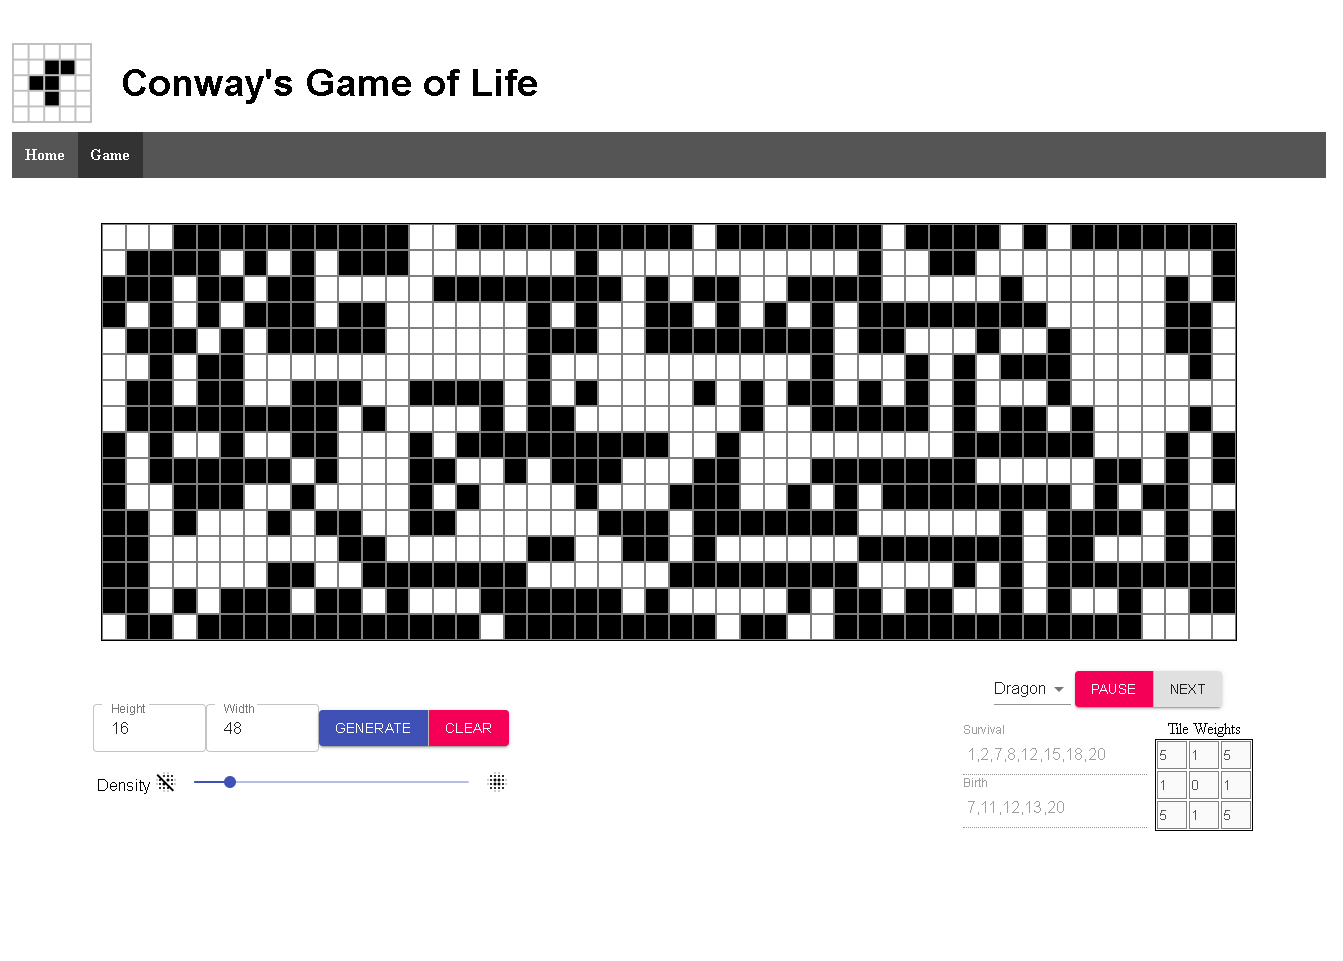 Conway's Game of Life
Home Game
Dragon PAUSE NEXT
Height Width
16 48 GENERATE CLEAR
Density
Survival
1,2,7,8,12,15,18,20
Birth
7,11,12,13,20
Tile Weights
5 1 5
1 0 1
5 1 5